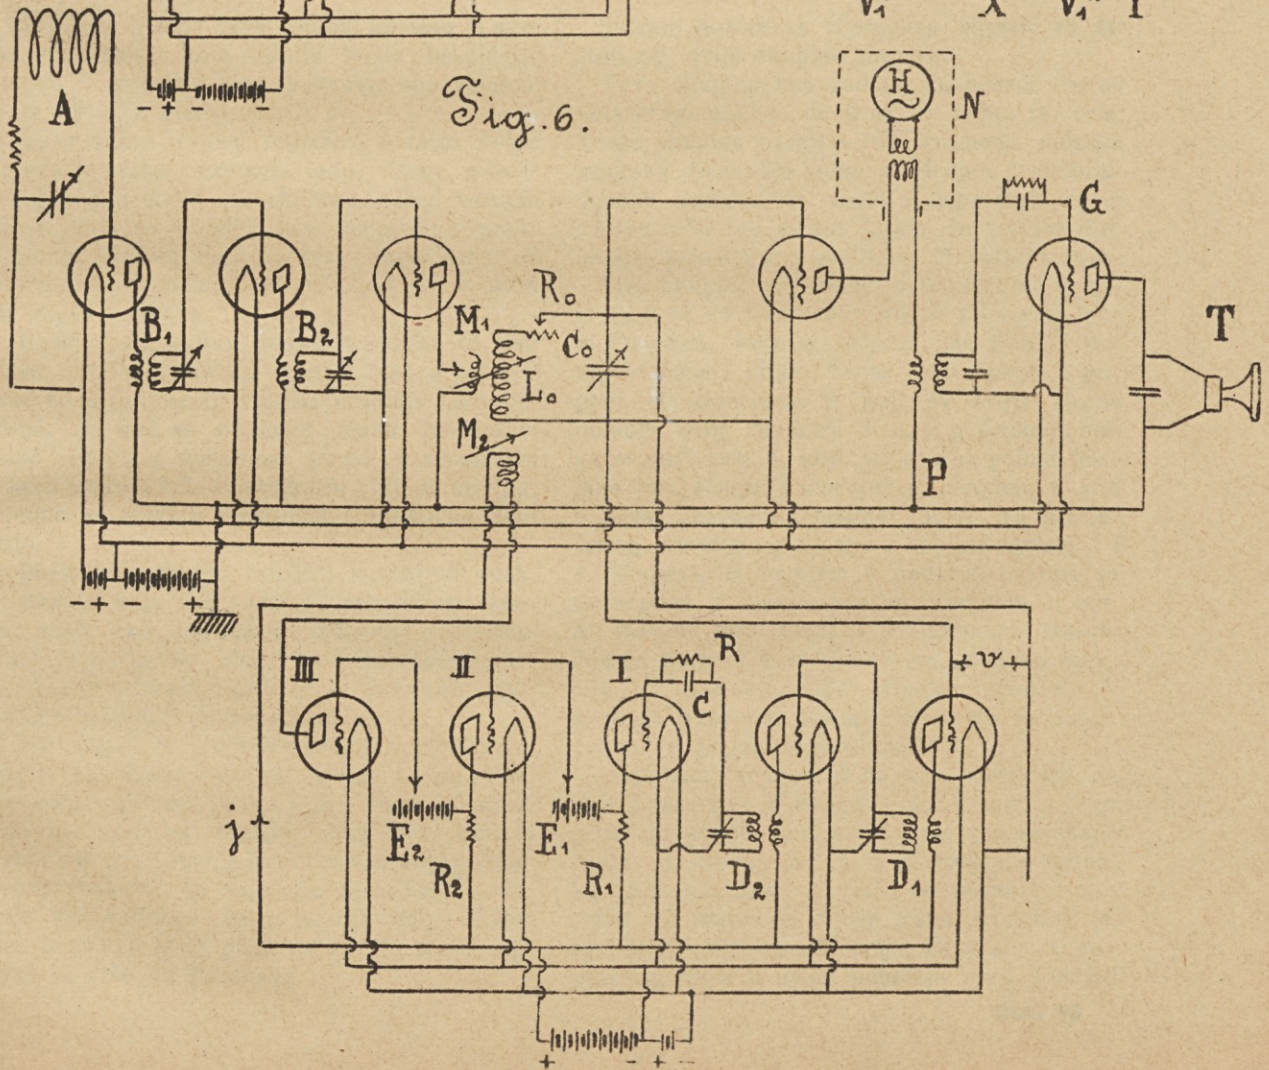 V₁ X V₁ T
- + - -
A
Fig. 6.
H
N
G
B₁
B₂
M₁
R₀
C₀
L₀
T
M₂
P
- + - +
III
II
I
R
C
v
j
E₂
R₂
E₁
R₁
D₂
D₁
+ - + -